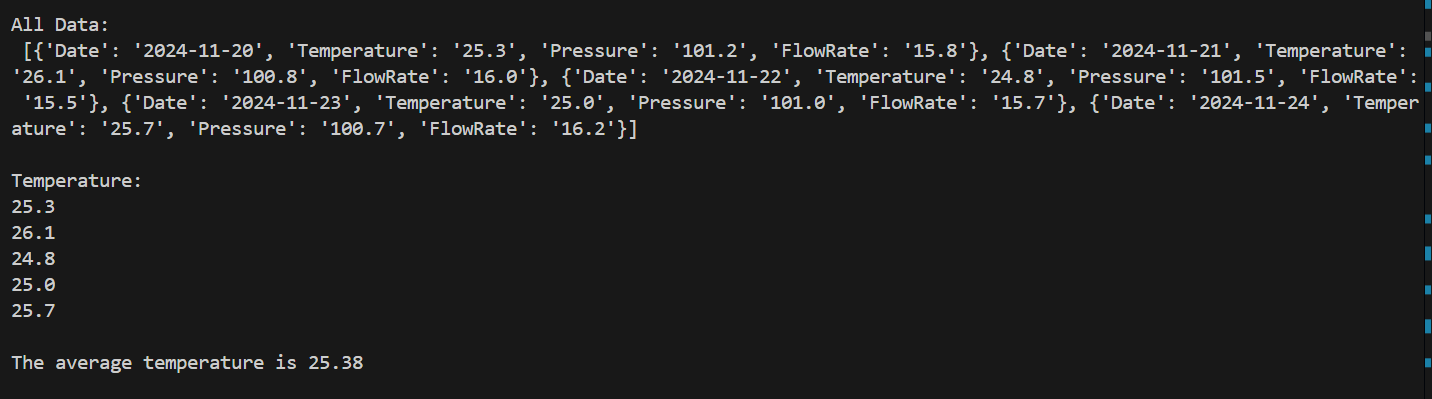 All Data:
[{'Date': '2024-11-20', 'Temperature': '25.3', 'Pressure': '101.2', 'FlowRate': '15.8'}, {'Date': '2024-11-21', 'Temperature':
'26.1', 'Pressure': '100.8', 'FlowRate': '16.0'}, {'Date': '2024-11-22', 'Temperature': '24.8', 'Pressure': '101.5', 'FlowRate':
'15.5'}, {'Date': '2024-11-23', 'Temperature': '25.0', 'Pressure': '101.0', 'FlowRate': '15.7'}, {'Date': '2024-11-24', 'Temper
ature': '25.7', 'Pressure': '100.7', 'FlowRate': '16.2'}]
Temperature:
25.3
26.1
24.8
25.0
25.7
The average temperature is 25.38